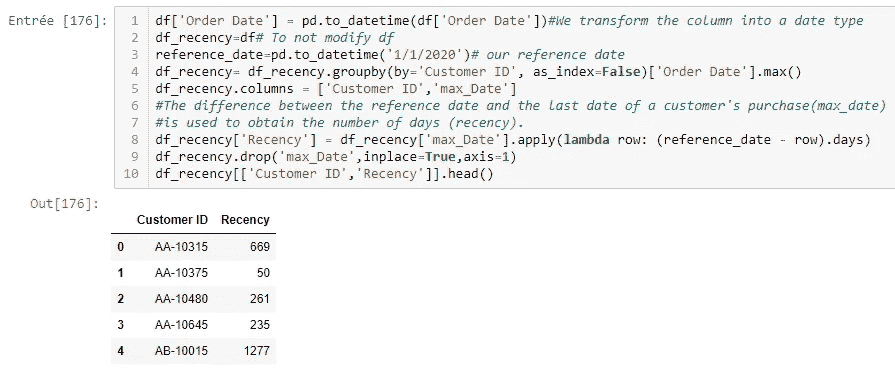 Entrée [176]:
1 df['Order Date'] = pd.to_datetime(df['Order Date'])#We transform the column into a date type
2 df_recency=df# To not modify df
3 reference_date=pd.to_datetime('1/1/2020')# our reference date
4 df_recency= df_recency.groupby(by='Customer ID', as_index=False)['Order Date'].max()
5 df_recency.columns = ['Customer ID','max_Date']
6 #The difference between the reference date and the last date of a customer's purchase(max_date)
7 #is used to obtain the number of days (recency).
8 df_recency['Recency'] = df_recency['max_Date'].apply(lambda row: (reference_date - row).days)
9 df_recency.drop('max_Date',inplace=True,axis=1)
10 df_recency[['Customer ID','Recency']].head()
Out[176]:
Customer ID Recency
0 AA-10315 669
1 AA-10375 50
2 AA-10480 261
3 AA-10645 235
4 AB-10015 1277